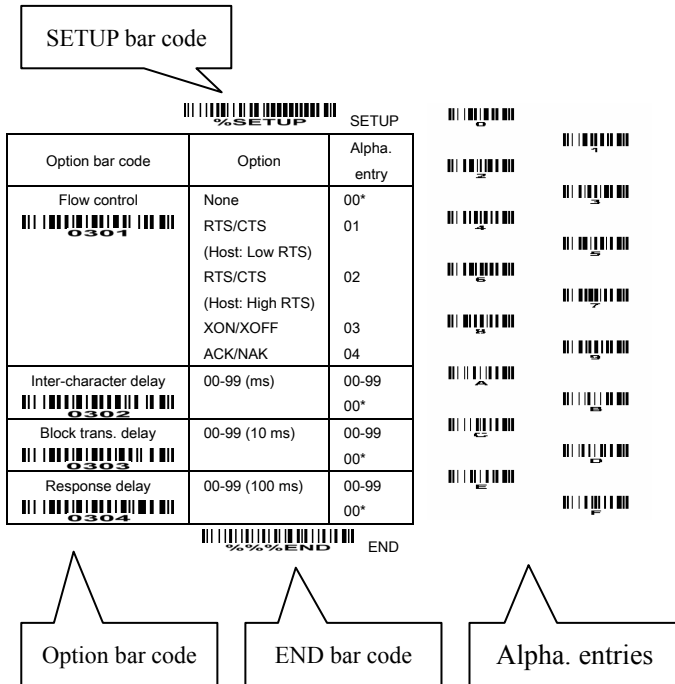 SETUP bar code
%SETUP SETUP
Option bar code Option Alpha. entry
Flow control None 00*
0301 RTS/CTS 01
(Host: Low RTS)
RTS/CTS 02
(Host: High RTS)
XON/XOFF 03
ACK/NAK 04
Inter-character delay 00-99 (ms) 00-99
0302 00*
Block trans. delay 00-99 (10 ms) 00-99
0303 00*
Response delay 00-99 (100 ms) 00-99
0304 00*
%%%END END
0
1
2
3
4
5
6
7
8
9
A
B
C
D
E
F
Option bar code
END bar code
Alpha. entries